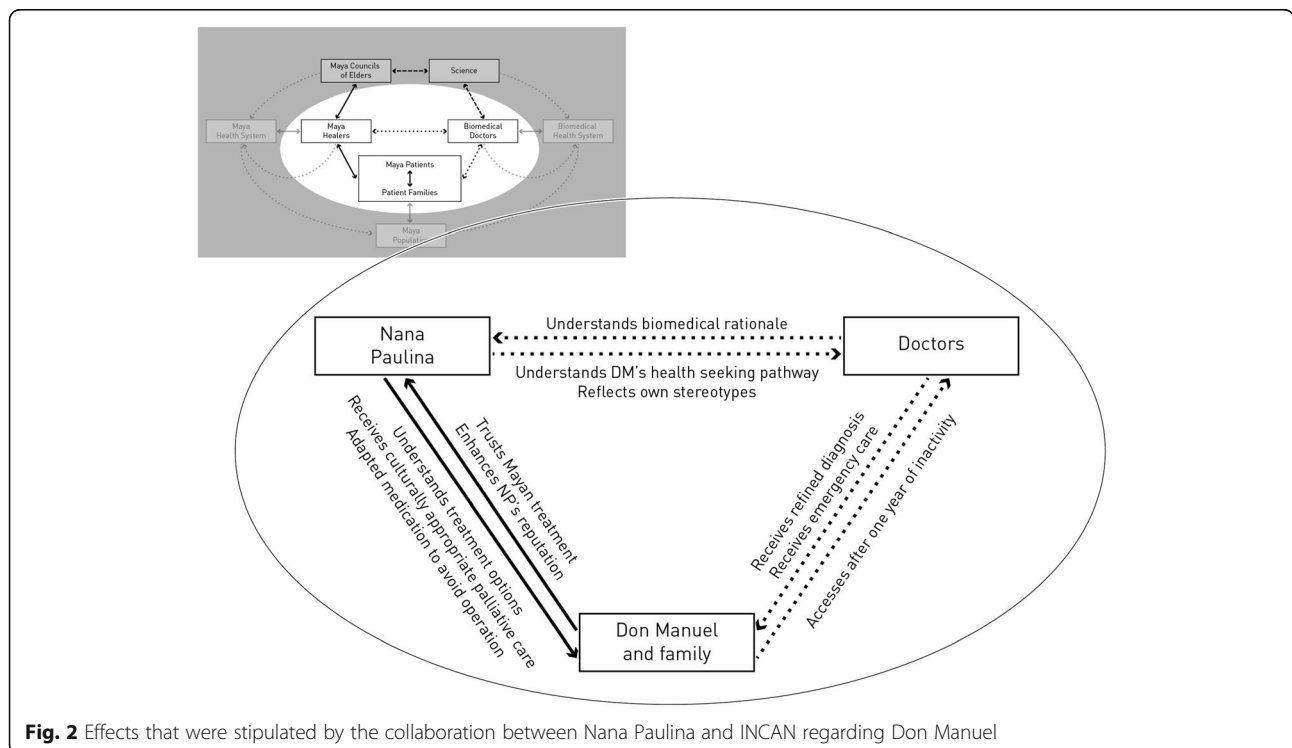 Maya Councils
of Elders
Science
Maya
Health System
Maya
Healers
Biomedical
Doctors
Biomedical
Health System
Maya Patients
Patient Families
Maya
Population
Nana
Paulina
Understands biomedical rationale
Understands DM's health seeking pathway
Reflects own stereotypes
Doctors
Trusts Mayan treatment
Enhances NP's reputation
Understands treatment options
Receives culturally appropriate palliative care
Adapted medication to avoid operation
Receives refined diagnosis
Receives emergency care
Accesses after one year of inactivity
Don Manuel
and family
Fig. 2 Effects that were stipulated by the collaboration between Nana Paulina and INCAN regarding Don Manuel